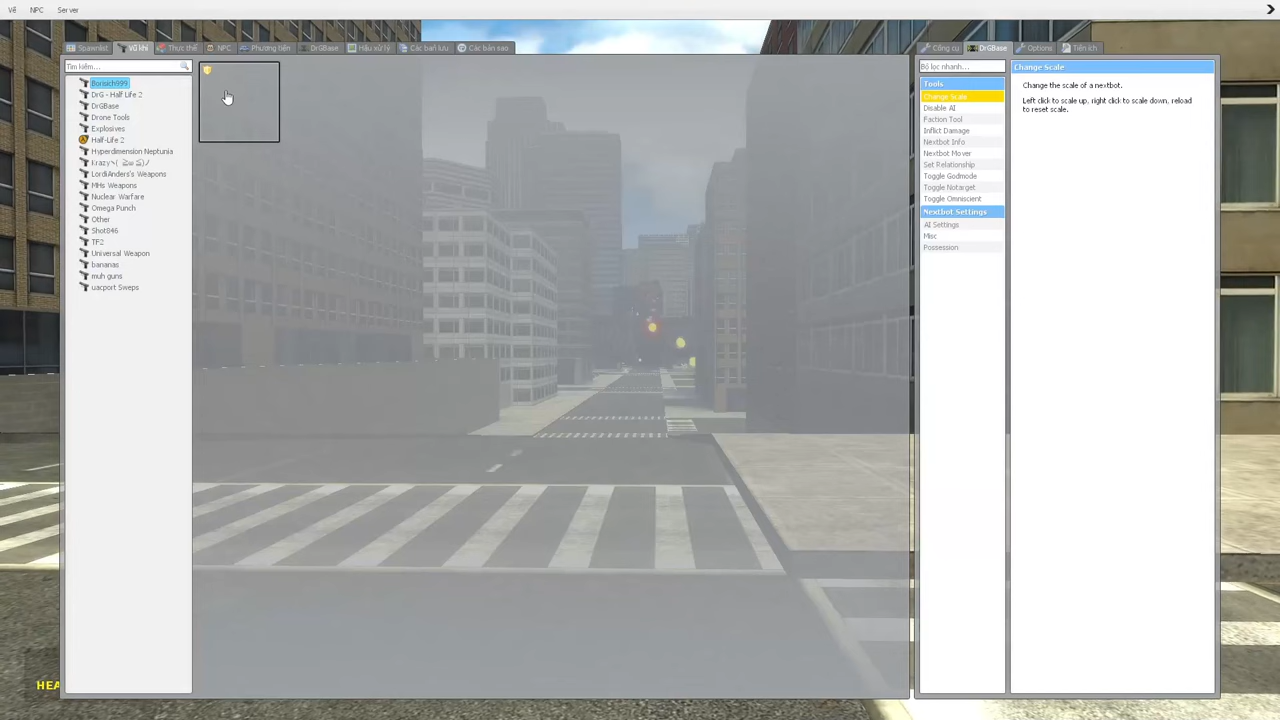 Vẽ NPC Server
Spawnlist Vũ khí Thực thể NPC Phương tiện DrGBase Hậu xử lý Các bản lưu Các bản sao
Công cụ DrGBase Options Tiện ích
Tìm kiếm...
Borisich999
DrG - Half Life 2
DrGBase
Drone Tools
Explosives
Half-Life 2
Hyperdimension Neptunia
LordiAnders's Weapons
MHs Weapons
Nuclear Warfare
Omega Punch
Other
Shot846
TF2
Universal Weapon
bananas
muh guns
uacport Sweps
Bộ lọc nhanh...
Tools
Change Scale
Disable AI
Faction Tool
Inflict Damage
Nextbot Info
Nextbot Mover
Set Relationship
Toggle Godmode
Toggle Notarget
Toggle Omniscient
Nextbot Settings
AI Settings
Misc
Possession
Change Scale
Change the scale of a nextbot.
Left click to scale up, right click to scale down, reload
to reset scale.
HEA